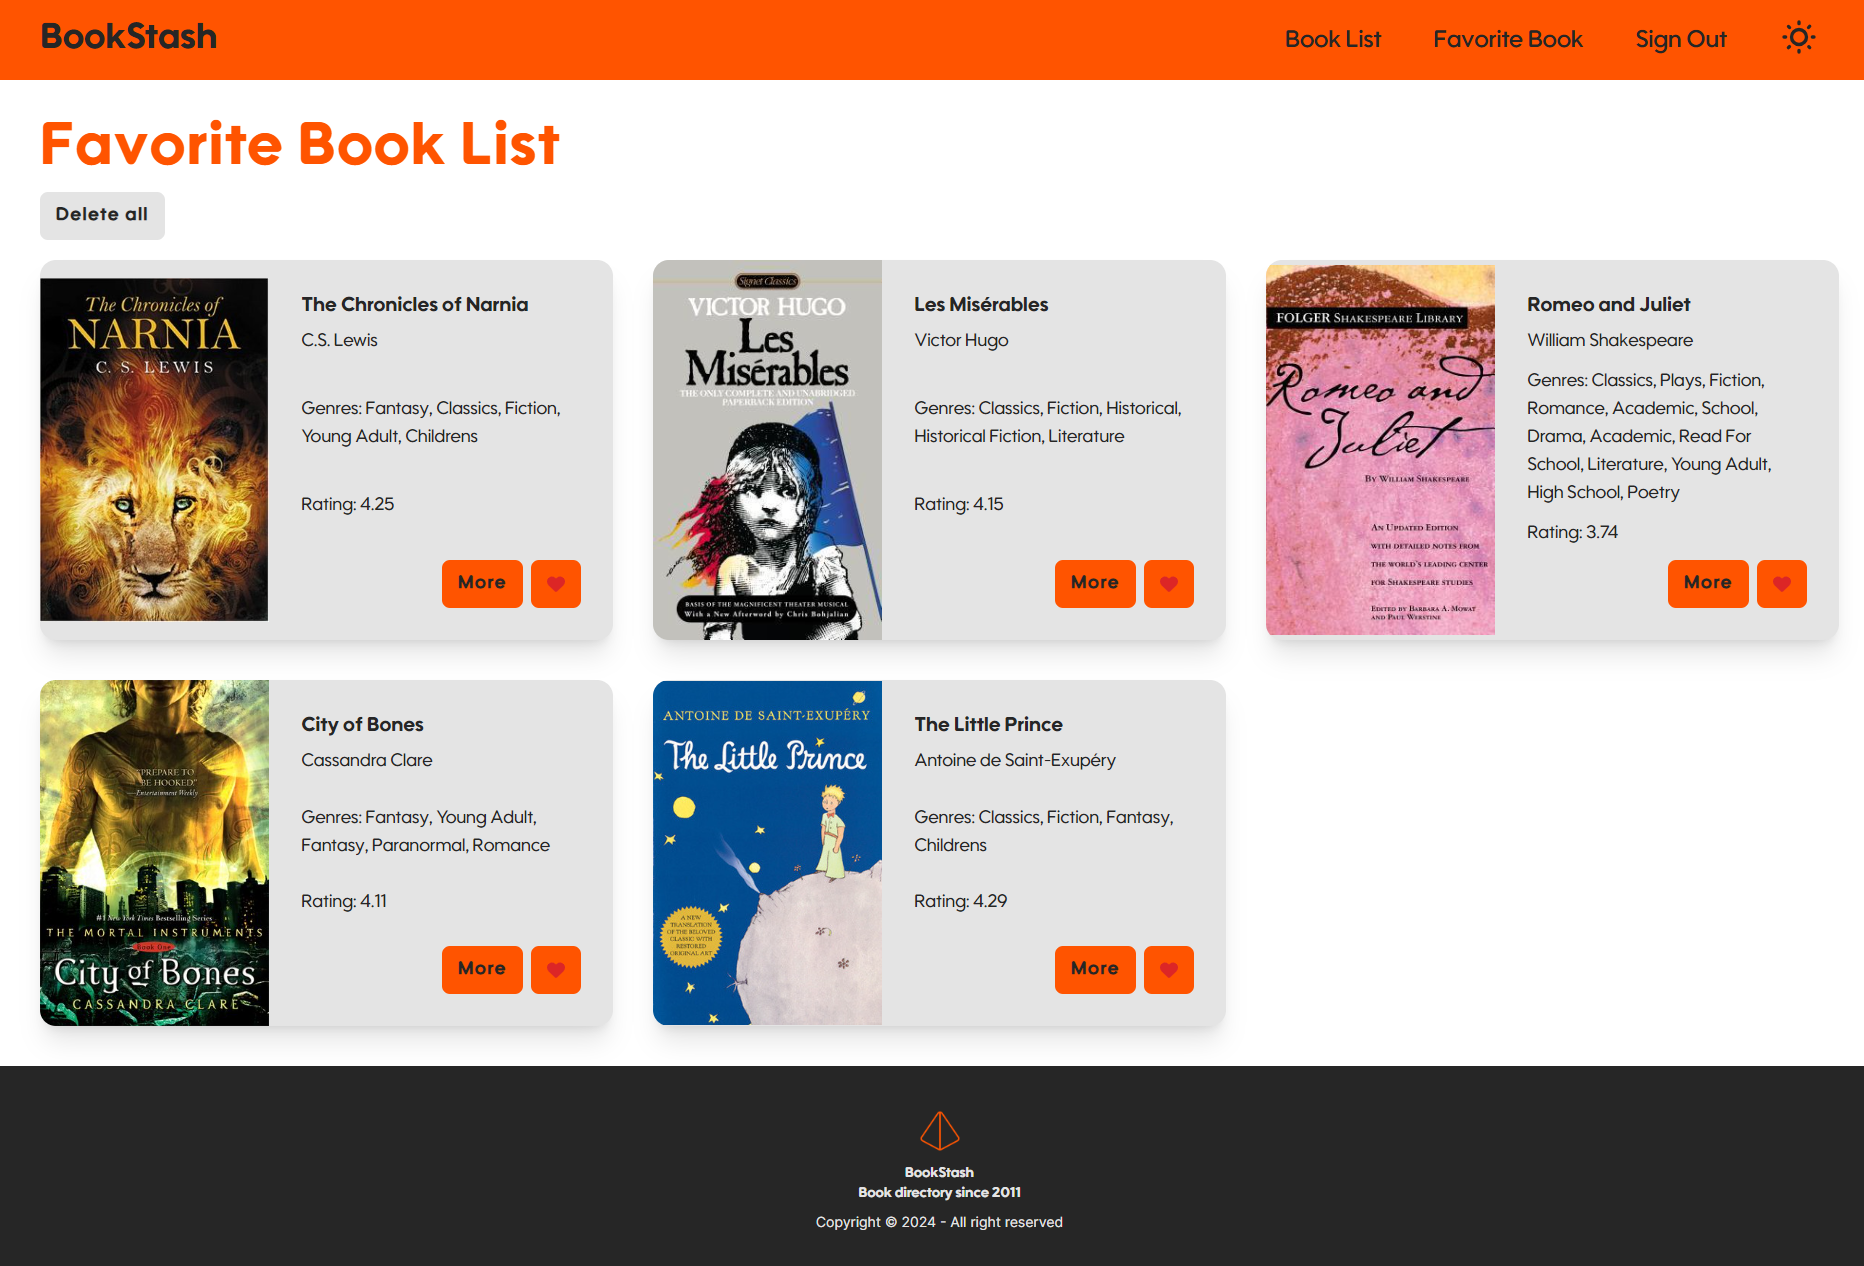 BookStash
Book List
Favorite Book
Sign Out
Favorite Book List
Delete all
The Chronicles of
NARNIA
C. S. LEWIS
The Chronicles of Narnia
C.S. Lewis
Genres: Fantasy, Classics, Fiction,
Young Adult, Childrens
Rating: 4.25
More
Signet Classics
VICTOR HUGO
Les
Misérables
THE ONLY COMPLETE AND UNABRIDGED
PAPERBACK EDITION
BASIS OF THE MAGNIFICENT THEATER MUSICAL
With a New Afterword by Chris Bohjalian
Les Misérables
Victor Hugo
Genres: Classics, Fiction, Historical,
Historical Fiction, Literature
Rating: 4.15
More
FOLGER SHAKESPEARE LIBRARY
Romeo and
Juliet
BY WILLIAM SHAKESPEARE
AN UPDATED EDITION
WITH DETAILED NOTES FROM
THE WORLD'S LEADING CENTER
FOR SHAKESPEARE STUDIES
EDITED BY BARBARA A. MOWAT
AND PAUL WERSTINE
Romeo and Juliet
William Shakespeare
Genres: Classics, Plays, Fiction,
Romance, Academic, School,
Drama, Academic, Read For
School, Literature, Young Adult,
High School, Poetry
Rating: 3.74
More
"PREPARE TO
BE HOOKED."
—Entertainment Weekly
#1 New York Times Bestselling Series
THE MORTAL INSTRUMENTS
Book One
City of Bones
CASSANDRA CLARE
City of Bones
Cassandra Clare
Genres: Fantasy, Young Adult,
Fantasy, Paranormal, Romance
Rating: 4.11
More
ANTOINE DE SAINT-EXUPÉRY
The Little Prince
A NEW
TRANSLATION
OF THE BELOVED
CLASSIC WITH
RESTORED
ORIGINAL ART
The Little Prince
Antoine de Saint-Exupéry
Genres: Classics, Fiction, Fantasy,
Childrens
Rating: 4.29
More
BookStash
Book directory since 2011
Copyright © 2024 - All right reserved